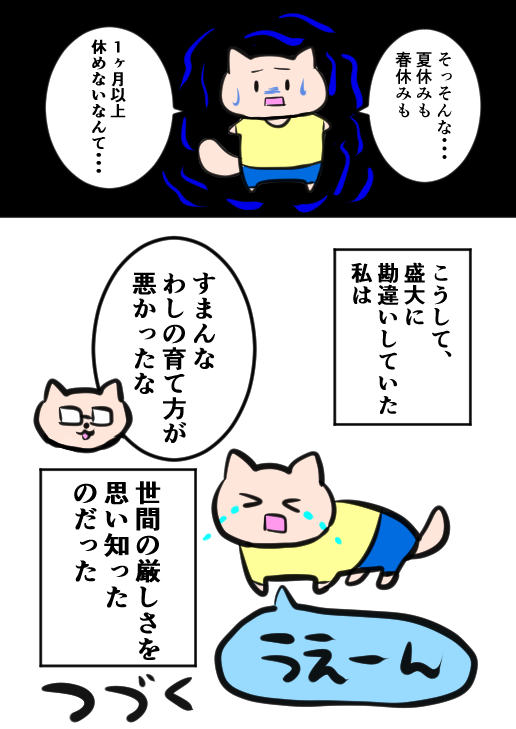 そっそんな・・・
夏休みも
春休みも
１ヶ月以上
休めないなんて・・・
こうして、
盛大に
勘違いしていた
私は
すまんな
わしの育て方が
悪かったな
うえーん
世間の厳しさを
思い知った
のだった
つづく